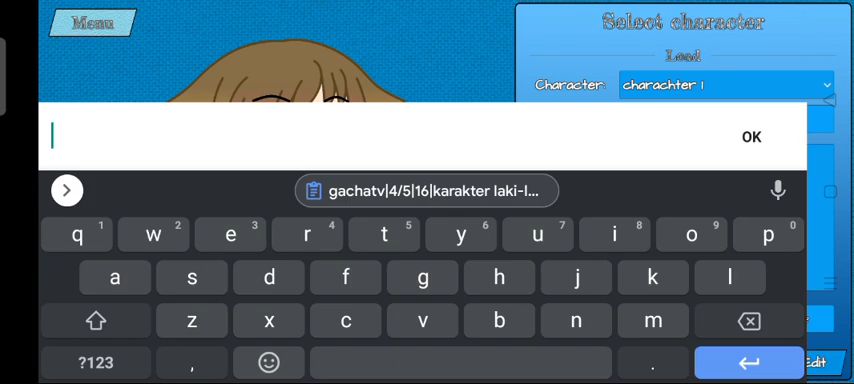 Menu
Select character
Load
Character: charachter 1
OK
gachatv|4/5|16|karakter laki-l...
q 1 w 2 e 3 r 4 t 5 y 6 u 7 i 8 o 9 p 0
a s d f g h j k l
z x c v b n m
?123 , .
Edit